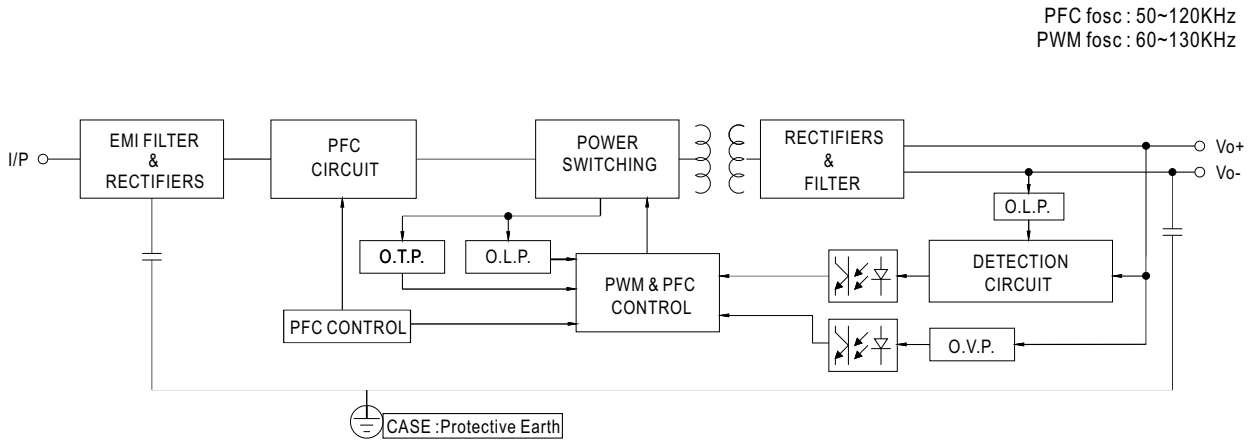 PFC fosc : 50~120KHz
PWM fosc : 60~130KHz
I/P
EMI FILTER
&
RECTIFIERS
PFC
CIRCUIT
POWER
SWITCHING
RECTIFIERS
&
FILTER
Vo+
Vo-
O.L.P.
O.T.P.
O.L.P.
PWM & PFC
CONTROL
DETECTION
CIRCUIT
PFC CONTROL
O.V.P.
CASE : Protective Earth